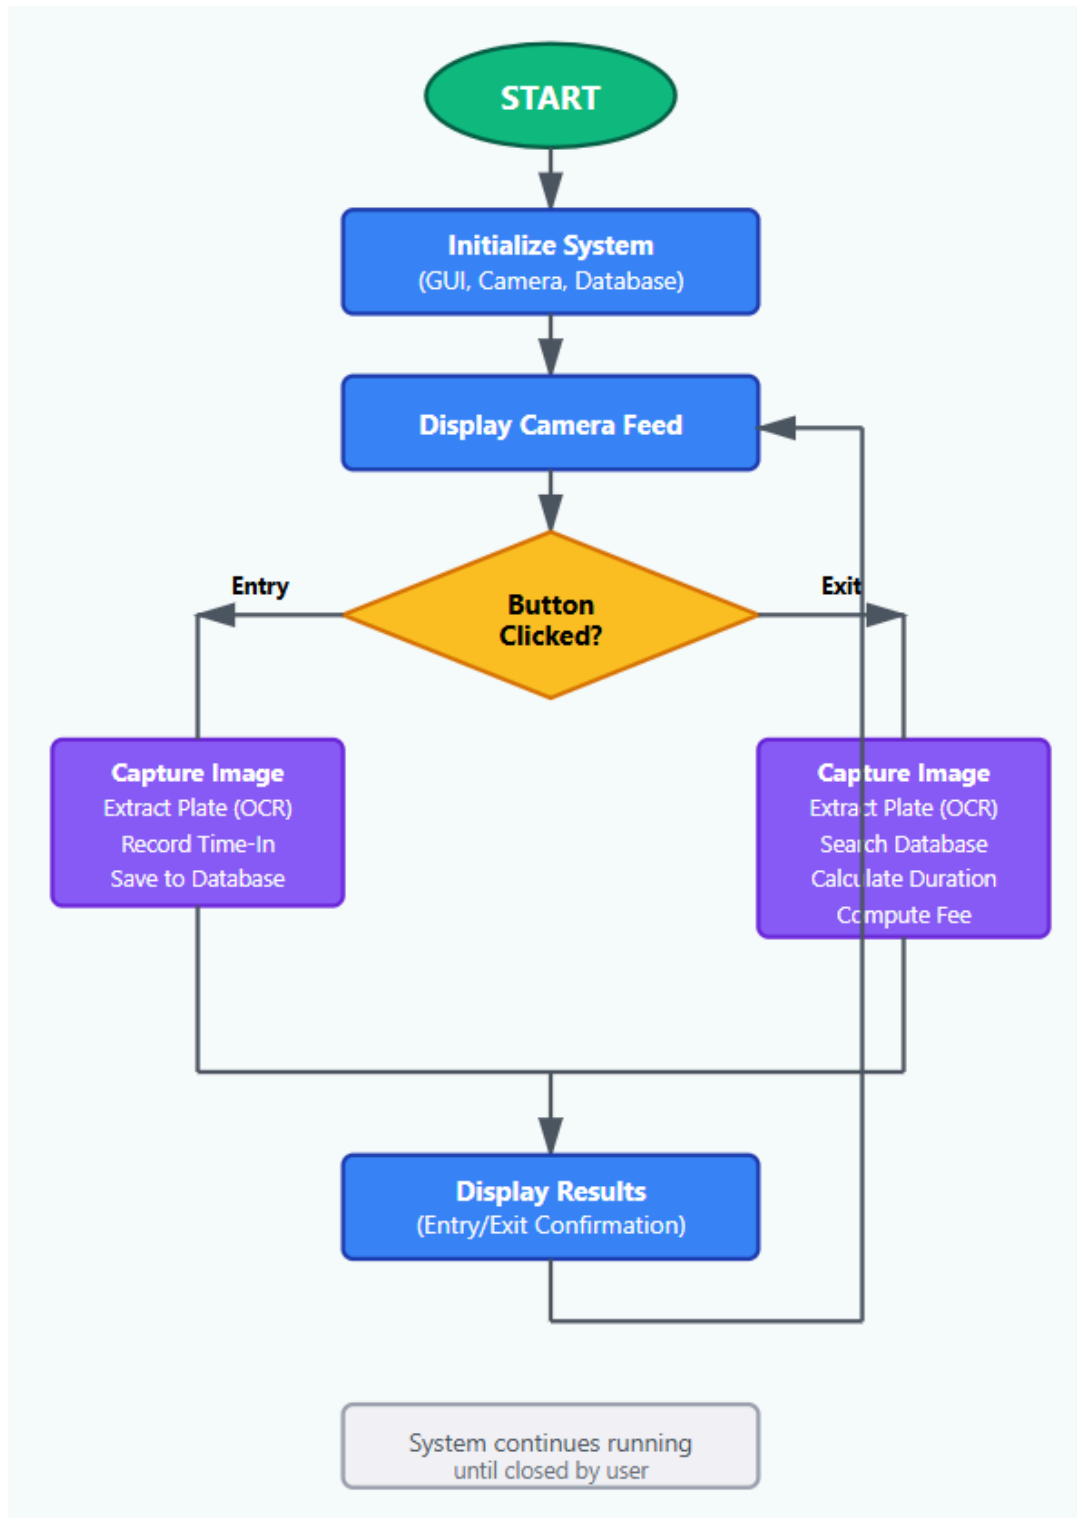 START
Initialize System
(GUI, Camera, Database)
Display Camera Feed
Entry
Exit
Button
Clicked?
Capture Image
Extract Plate (OCR)
Record Time-In
Save to Database
Capture Image
Extract Plate (OCR)
Search Database
Calculate Duration
Compute Fee
Display Results
(Entry/Exit Confirmation)
System continues running
until closed by user